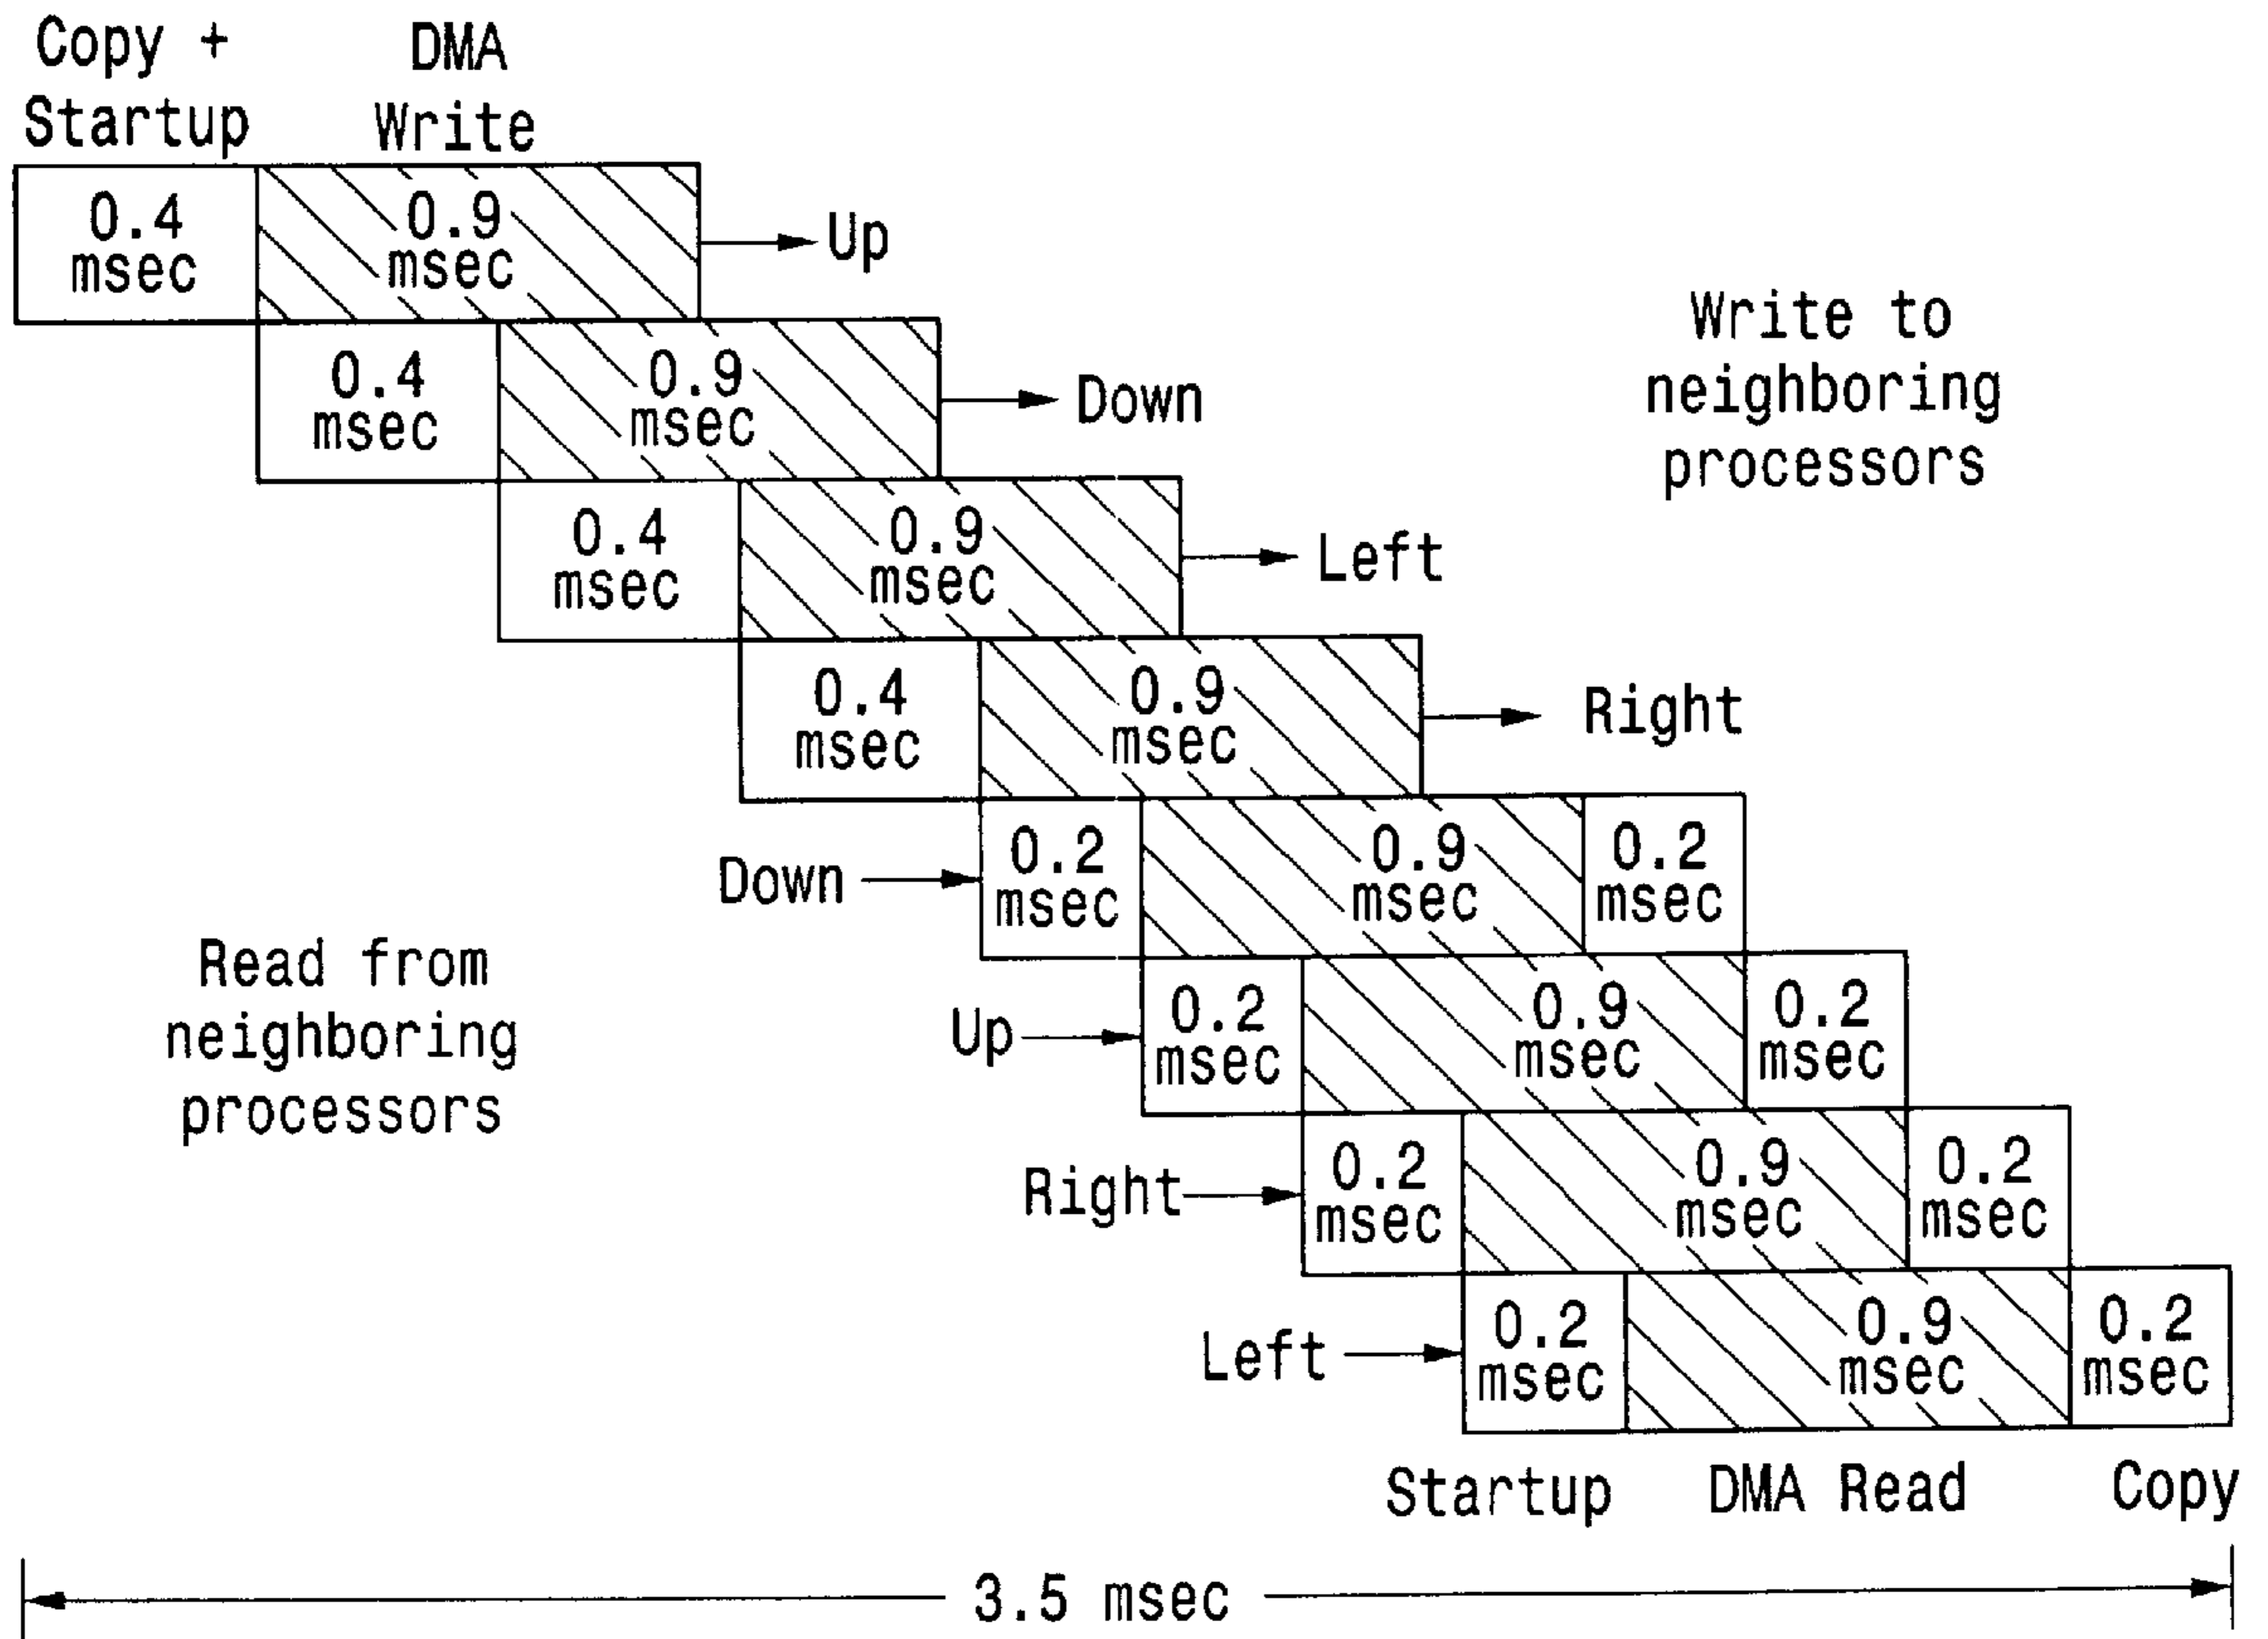 Copy +
Startup
DMA
Write
0.4
msec
0.9
msec
Up
0.4
msec
0.9
msec
Down
Write to
neighboring
processors
0.4
msec
0.9
msec
Left
0.4
msec
0.9
msec
Right
Down
0.2
msec
0.9
msec
0.2
msec
Read from
neighboring
processors
Up
0.2
msec
0.9
msec
0.2
msec
Right
0.2
msec
0.9
msec
0.2
msec
Left
0.2
msec
0.9
msec
0.2
msec
Startup
DMA Read
Copy
3.5 msec